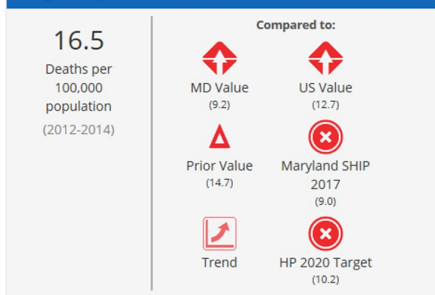 16.5
Deaths per
100,000
population
(2012-2014)
Compared to:
MD Value
(9.2)
US Value
(12.7)
Prior Value
(14.7)
Maryland SHIP
2017
(9.0)
Trend
HP 2020 Target
(10.2)